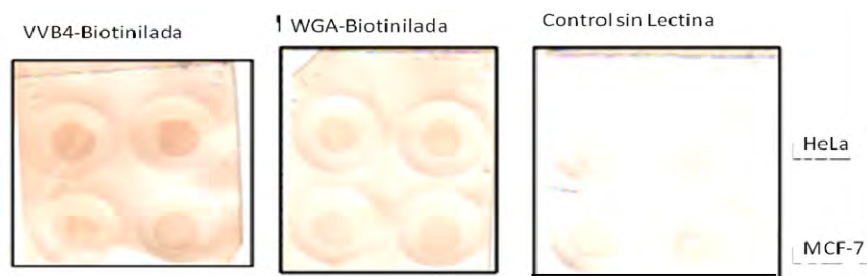 VVB4-Biotinilada
WGA-Biotinilada
Control sin Lectina
HeLa
MCF-7